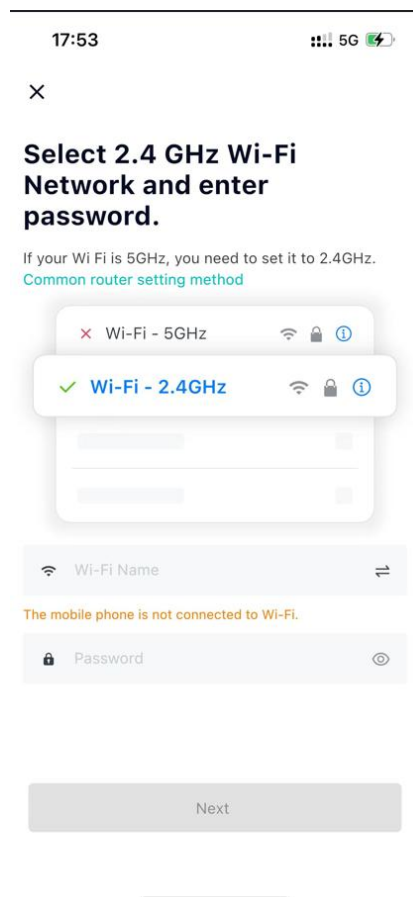 17:53
5G
Select 2.4 GHz Wi-Fi
Network and enter
password.
If your Wi Fi is 5GHz, you need to set it to 2.4GHz.
Common router setting method
Wi-Fi - 5GHz
Wi-Fi - 2.4GHz
Wi-Fi Name
The mobile phone is not connected to Wi-Fi.
Password
Next